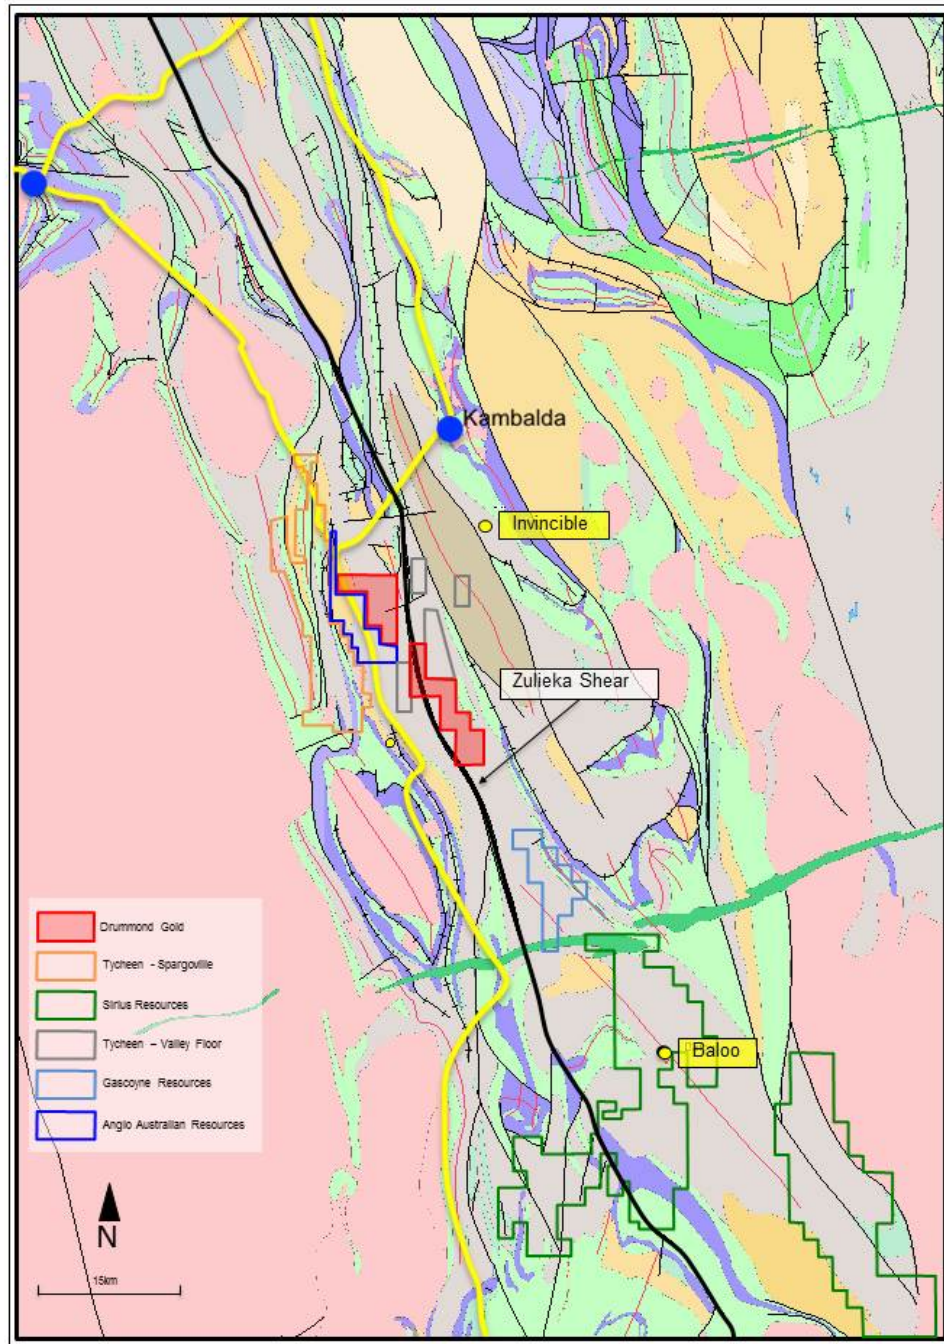 Kambalda
Invincible
Zulieka Shear
Drummond Gold
Tycheen - Spargoville
Sirius Resources
Tycheen – Valley Floor
Gascoyne Resources
Baloo
Anglo Australian Resources
N
15km